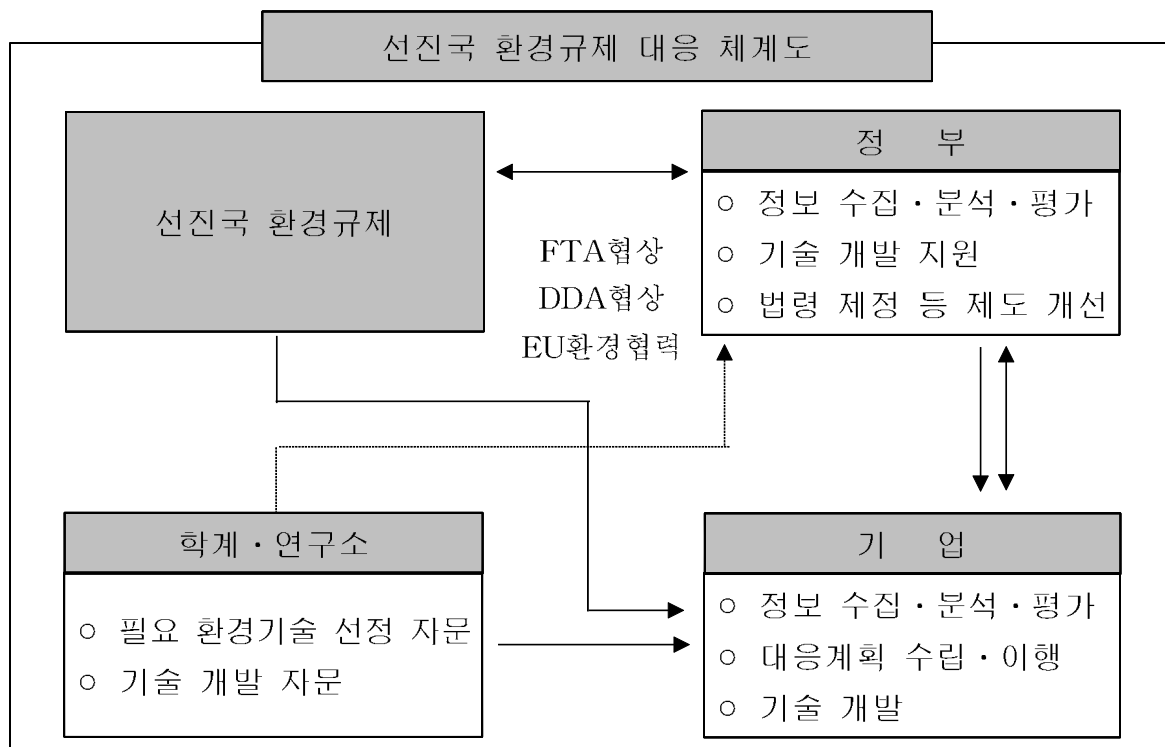 선진국 환경규제 대응 체계도
선진국 환경규제
정 부
○ 정보 수집·분석·평가
○ 기술 개발 지원
○ 법령 제정 등 제도 개선
FTA협상
DDA협상
EU환경협력
학계·연구소
○ 필요 환경기술 선정 자문
○ 기술 개발 자문
기 업
○ 정보 수집·분석·평가
○ 대응계획 수립·이행
○ 기술 개발